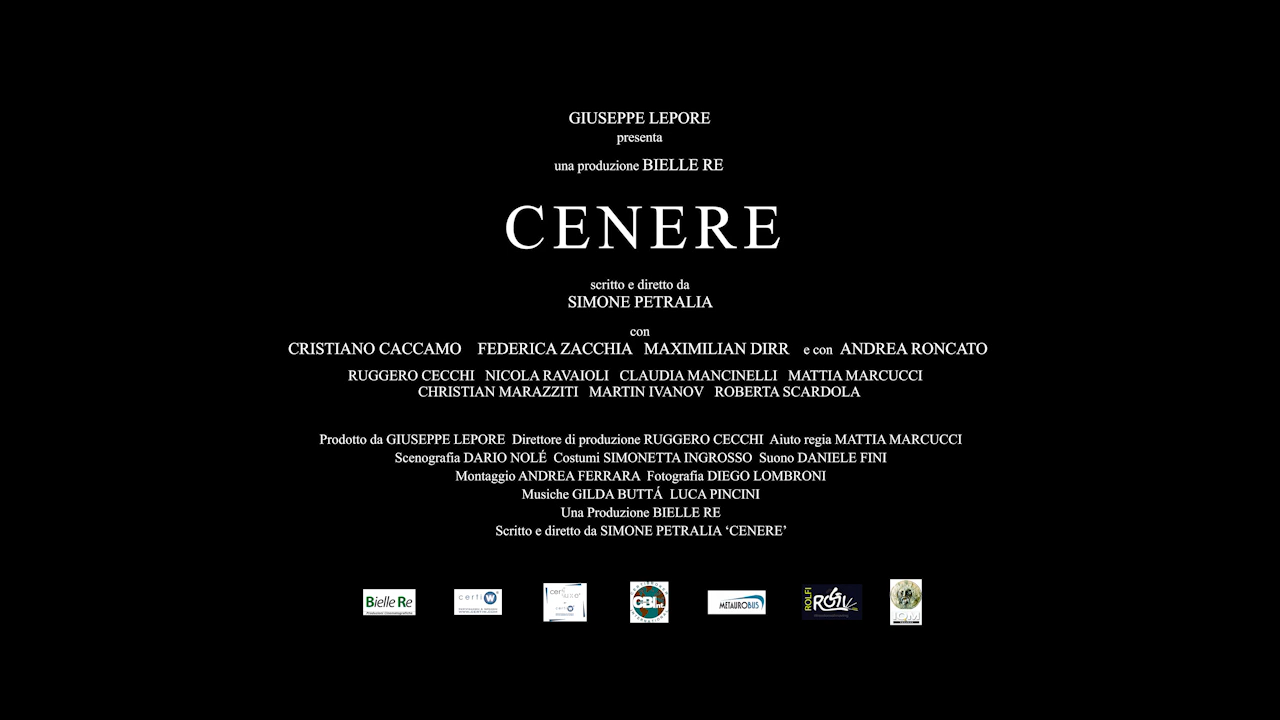 GIUSEPPE LEPORE
presenta
una produzione BIELLE RE
CENERE
scritto e diretto da
SIMONE PETRALIA
con
CRISTIANO CACCAMO FEDERICA ZACCHIA MAXIMILIAN DIRR e con ANDREA RONCATO
RUGGERO CECCHI NICOLA RAVAIOLI CLAUDIA MANCINELLI MATTIA MARCUCCI
CHRISTIAN MARAZZITI MARTIN IVANOV ROBERTA SCARDOLA
Prodotto da GIUSEPPE LEPORE Direttore di produzione RUGGERO CECCHI Aiuto regia MATTIA MARCUCCI
Scenografia DARIO NOLÉ Costumi SIMONETTA INGROSSO Suono DANIELE FINI
Montaggio ANDREA FERRARA Fotografia DIEGO LOMBRONI
Musiche GILDA BUTTÁ LUCA PINCINI
Una Produzione BIELLE RE
Scritto e diretto da SIMONE PETRALIA ‘CENERE’
Bielle Re
certi W
METAUROBUS
ROLFI